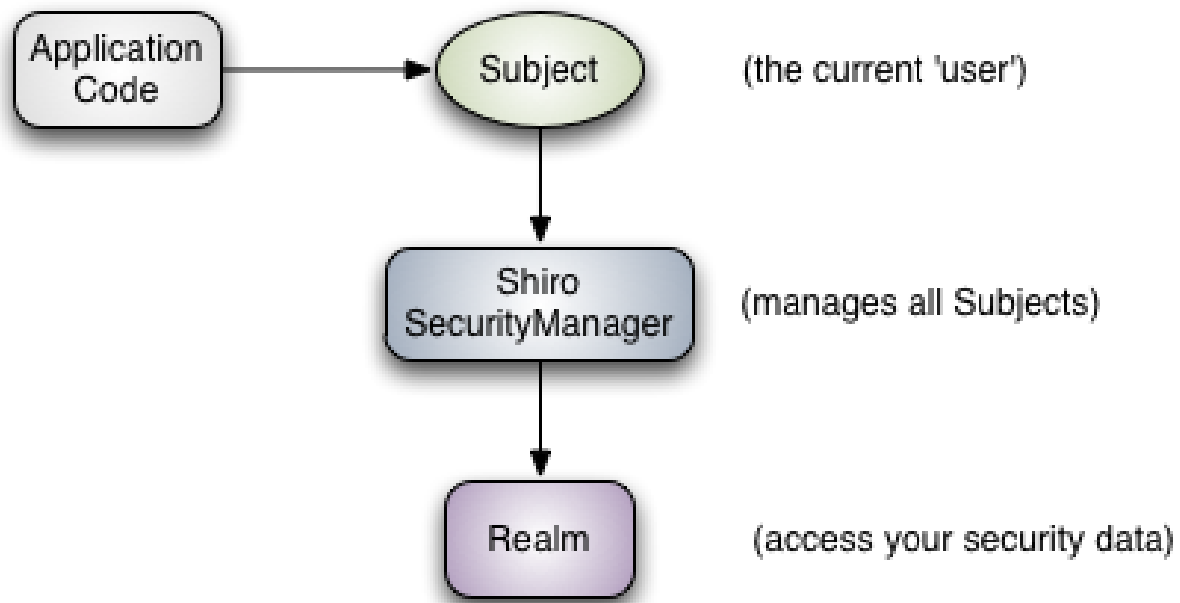 Application
Code
Subject
(the current 'user')
Shiro
SecurityManager
(manages all Subjects)
Realm
(access your security data)